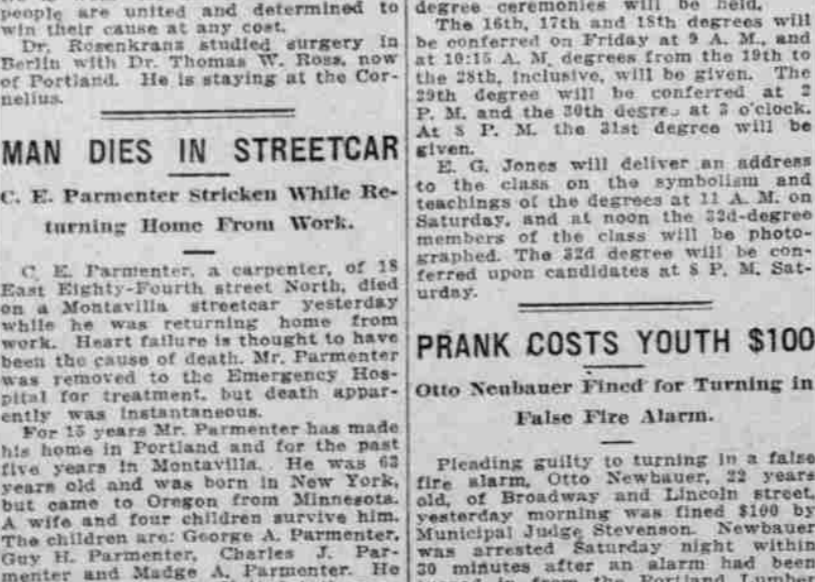 people are united and determined to
win their cause at any cost.
Dr. Rosenkrans studied surgery in
Berlin with Dr. Thomas W. Ross, now
of Portland. He is staying at the Cor-
nelius.
MAN DIES IN STREETCAR
C. E. Parmenter Stricken While Re-
turning Home From Work.
C. E. Parmenter, a carpenter, of 18
East Eighty-Fourth street North, died
on a Montavilla streetcar yesterday
while he was returning home from
work. Heart failure is thought to have
been the cause of death. Mr. Parmenter
was removed to the Emergency Hos-
pital for treatment, but death appar-
ently was instantaneous.
For 15 years Mr. Parmenter has made
his home in Portland and for the past
five years in Montavilla. He was 63
years old and was born in New York,
but came to Oregon from Minnesota.
A wife and four children survive him.
The children are: George A. Parmenter,
Guy H. Parmenter, Charles J. Par-
menter and Madge A. Parmenter. He
degree ceremonies will be held.
The 16th, 17th and 18th degrees will
be conferred on Friday at 9 A. M., and
at 10:15 A. M. degrees from the 19th to
the 28th, inclusive, will be given. The
29th degree will be conferred at 2
P. M. and the 30th degree at 3 o'clock.
At 8 P. M. the 31st degree will be
given.
E. G. Jones will deliver an address
to the class on the symbolism and
teachings of the degrees at 11 A. M. on
Saturday, and at noon the 32d-degree
members of the class will be photo-
graphed. The 32d degree will be con-
ferred upon candidates at 8 P. M. Sat-
urday.
PRANK COSTS YOUTH $100
Otto Neubauer Fined for Turning in
False Fire Alarm.
Pleading guilty to turning in a false
fire alarm, Otto Newbauer, 22 years
old, of Broadway and Lincoln street,
yesterday morning was fined $100 by
Municipal Judge Stevenson. Newbauer
was arrested Saturday night within
30 minutes after an alarm had been
in from the Portland